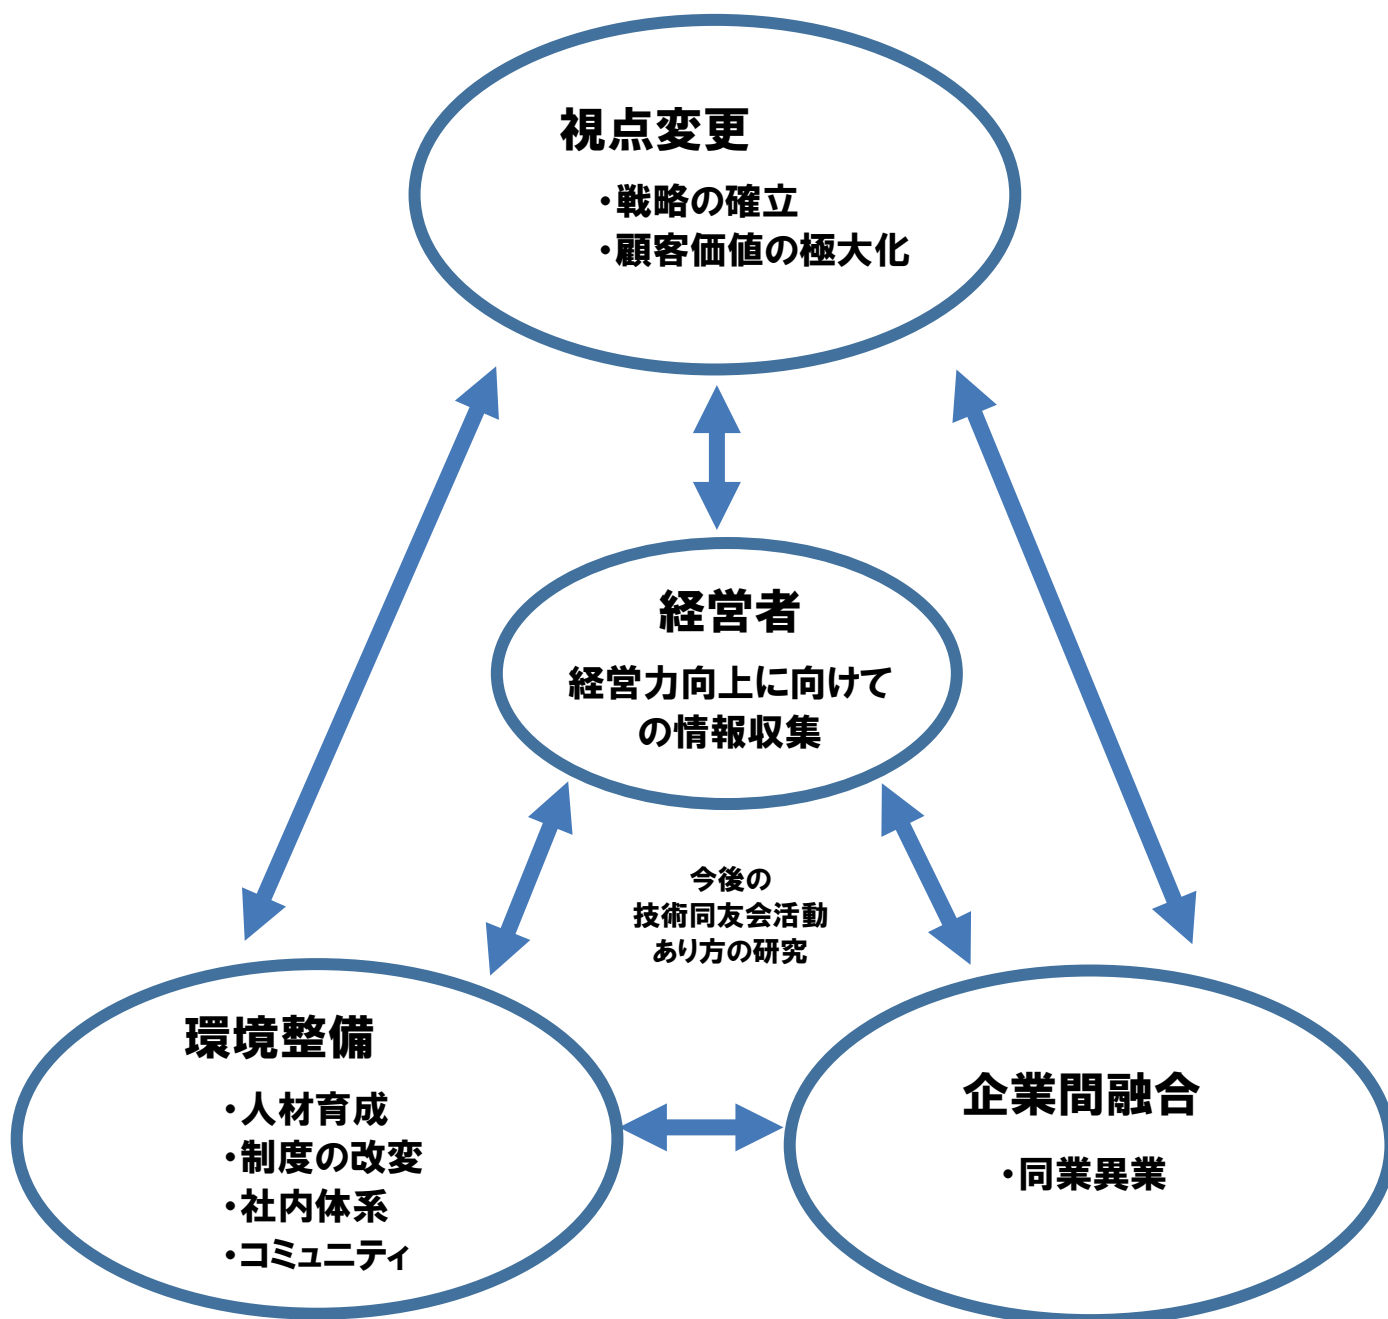 視点変更
・戦略の確立
・顧客価値の極大化
経営者
経営力向上に向けて
の情報収集
今後の
技術同友会活動
あり方の研究
環境整備
・人材育成
・制度の改変
・社内体系
・コミュニティ
企業間融合
・同業異業